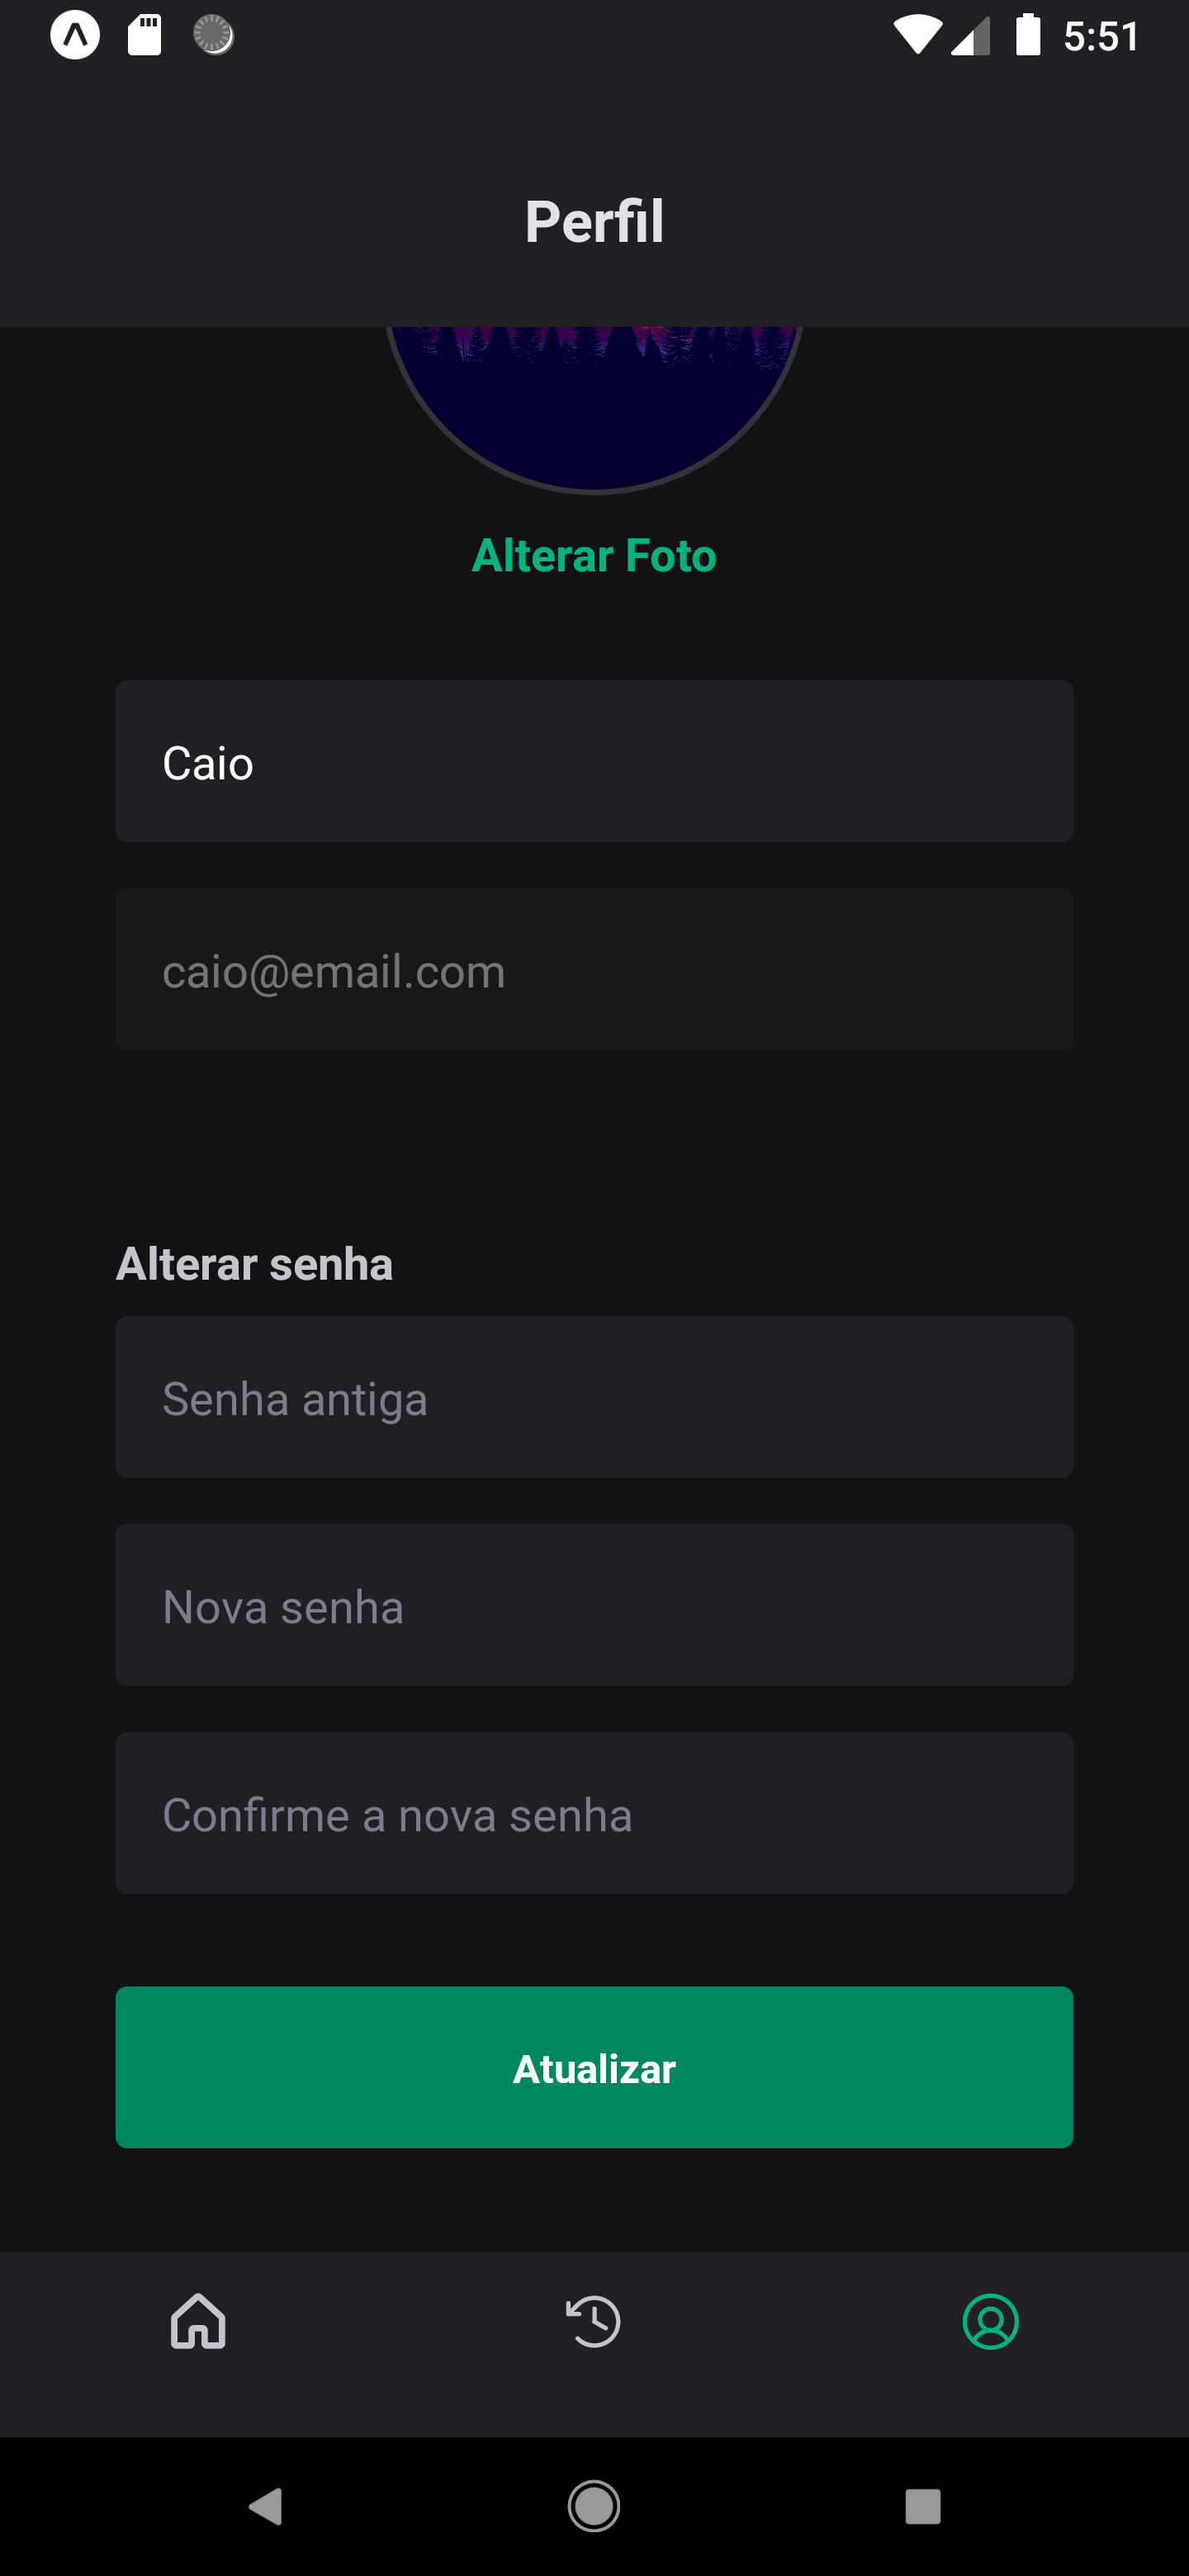 5:51
Perfil
Alterar Foto
Caio
caio@email.com
Alterar senha
Senha antiga
Nova senha
Confirme a nova senha
Atualizar